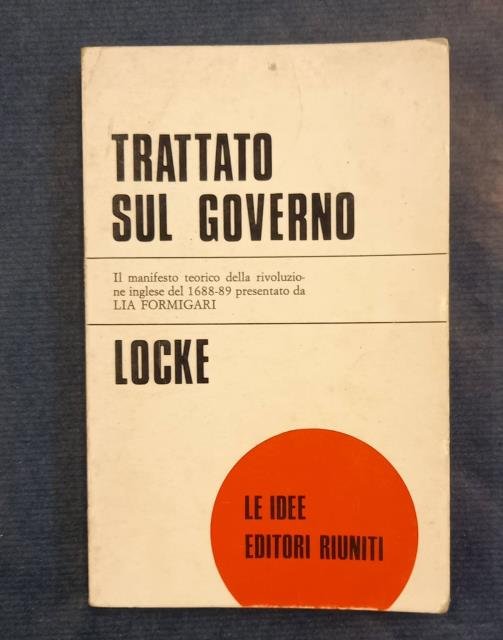 TRATTATO
SUL GOVERNO
Il manifesto teorico della rivoluzio-
ne inglese del 1688-89 presentato da
LIA FORMIGARI
LOCKE
LE IDEE
EDITORI RIUNITI